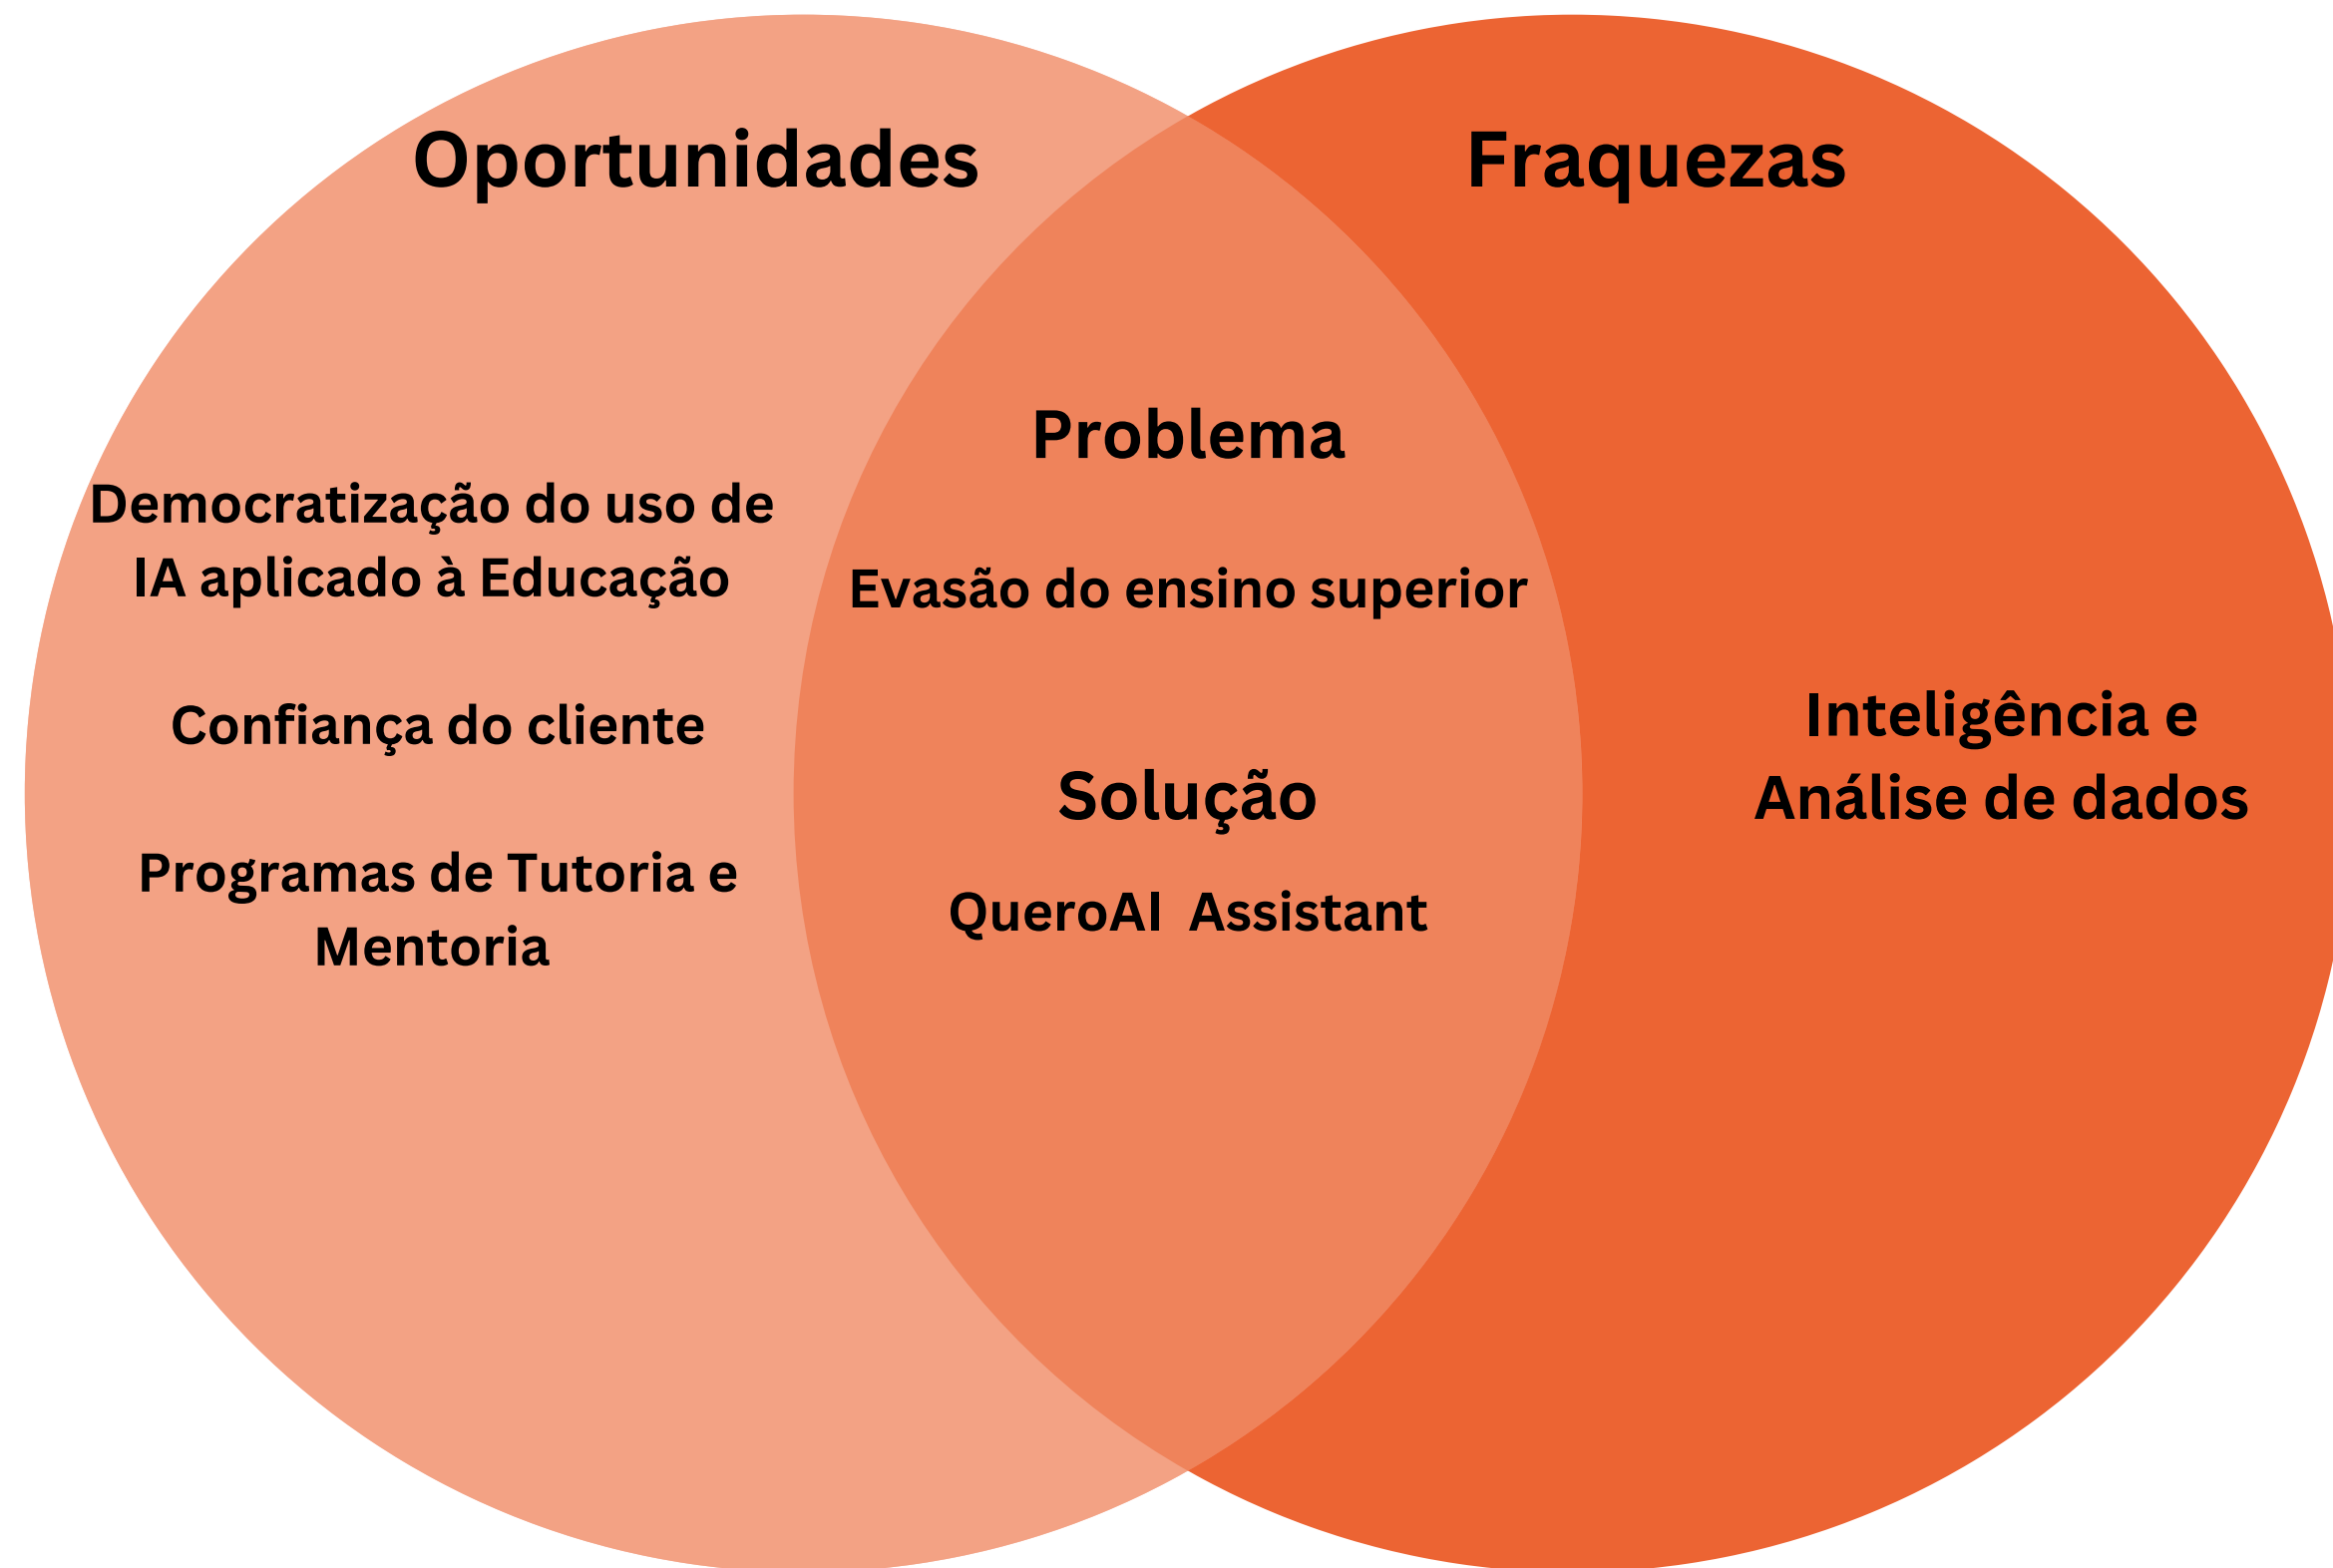 Oportunidades
Fraquezas
Democratização do uso de
IA aplicado à Educação
Confiança do cliente
Programas de Tutoria e
Mentoria
Problema
Evasão do ensino superior
Solução
QueroAI  Assistant
Inteligência e
Análise de dados